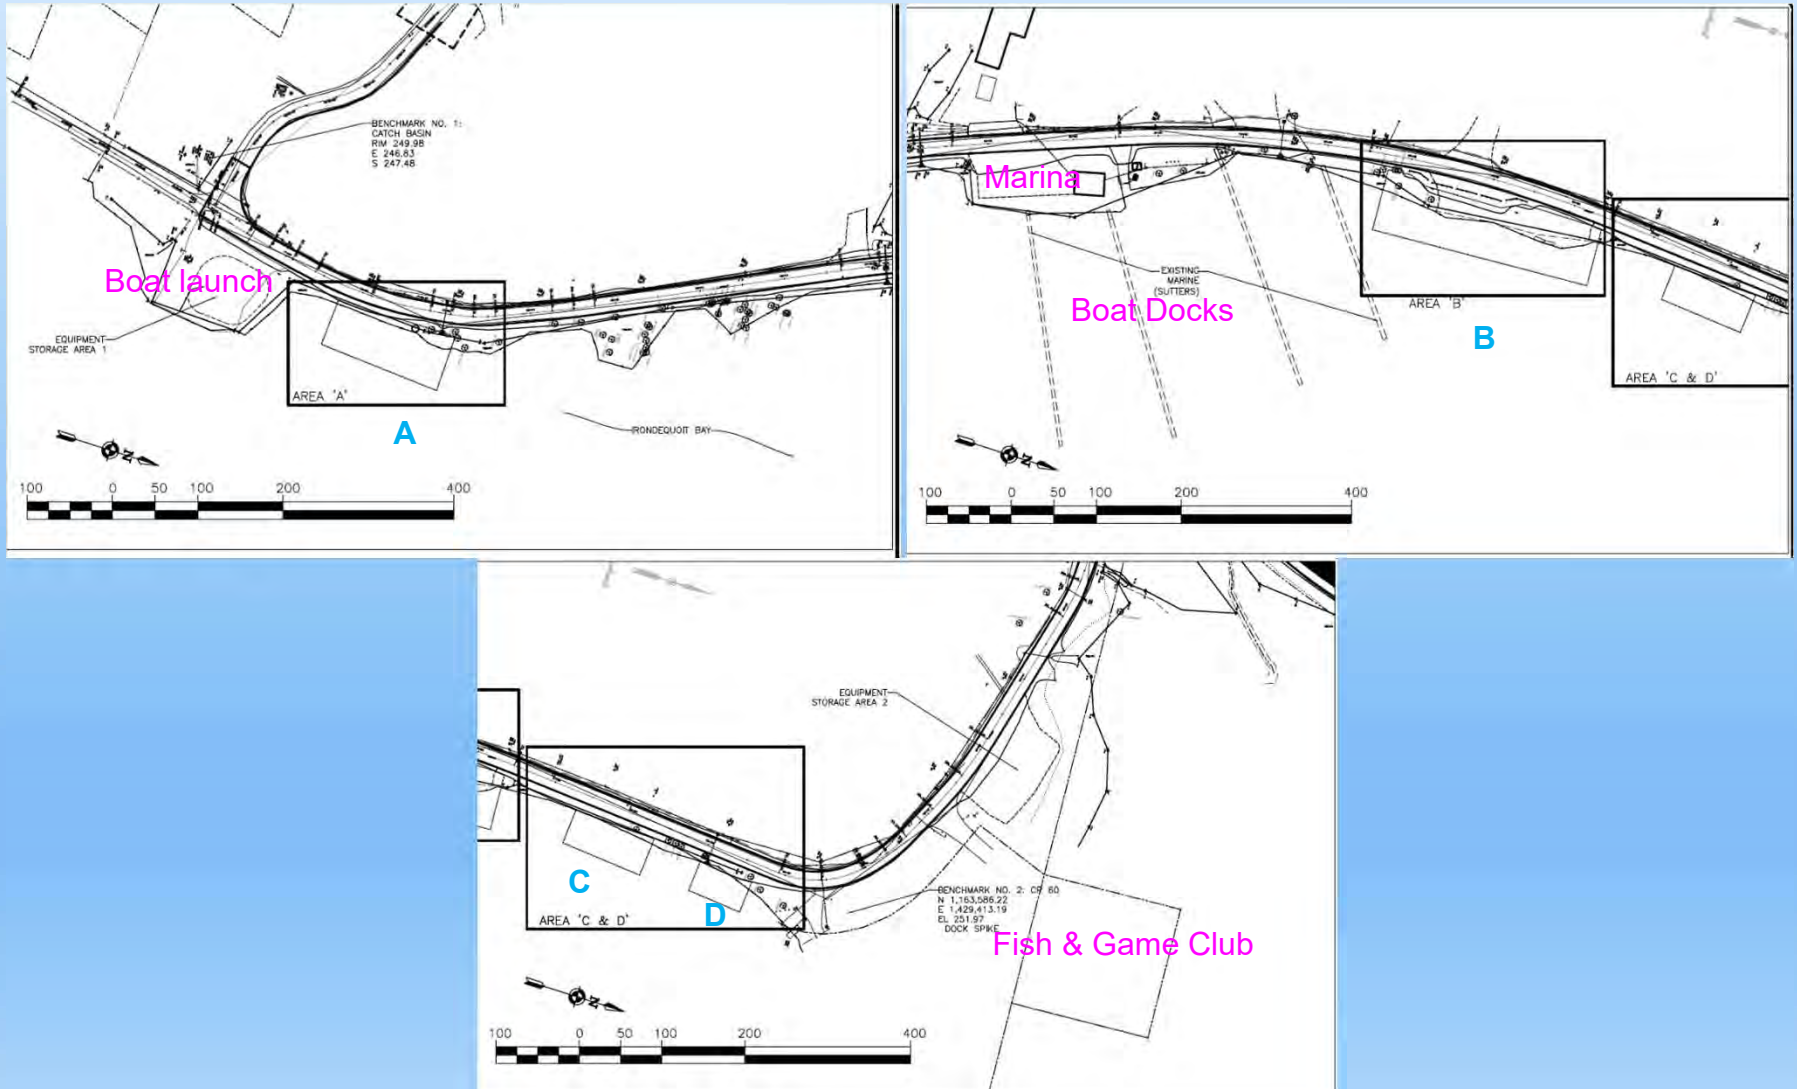 BENCHMARK NO. 1:
CATCH BASIN
RIM 249.98
E 246.83
S 247.48
Boat launch
EQUIPMENT
STORAGE AREA 1
AREA 'A'
A
IRONDEQUOIT BAY
N
100 0 50 100 200 400
Marina
EXISTING
MARINE
(SUTTERS)
Boat Docks
AREA 'B'
B
AREA 'C & D'
N
100 0 50 100 200 400
EQUIPMENT
STORAGE AREA 2
C
D
AREA 'C & D'
BENCHMARK NO. 2: CP 60
N 1,163,586.22
E 1,429,413.19
EL 251.97
DOCK SPIKE
Fish & Game Club
N
100 0 50 100 200 400